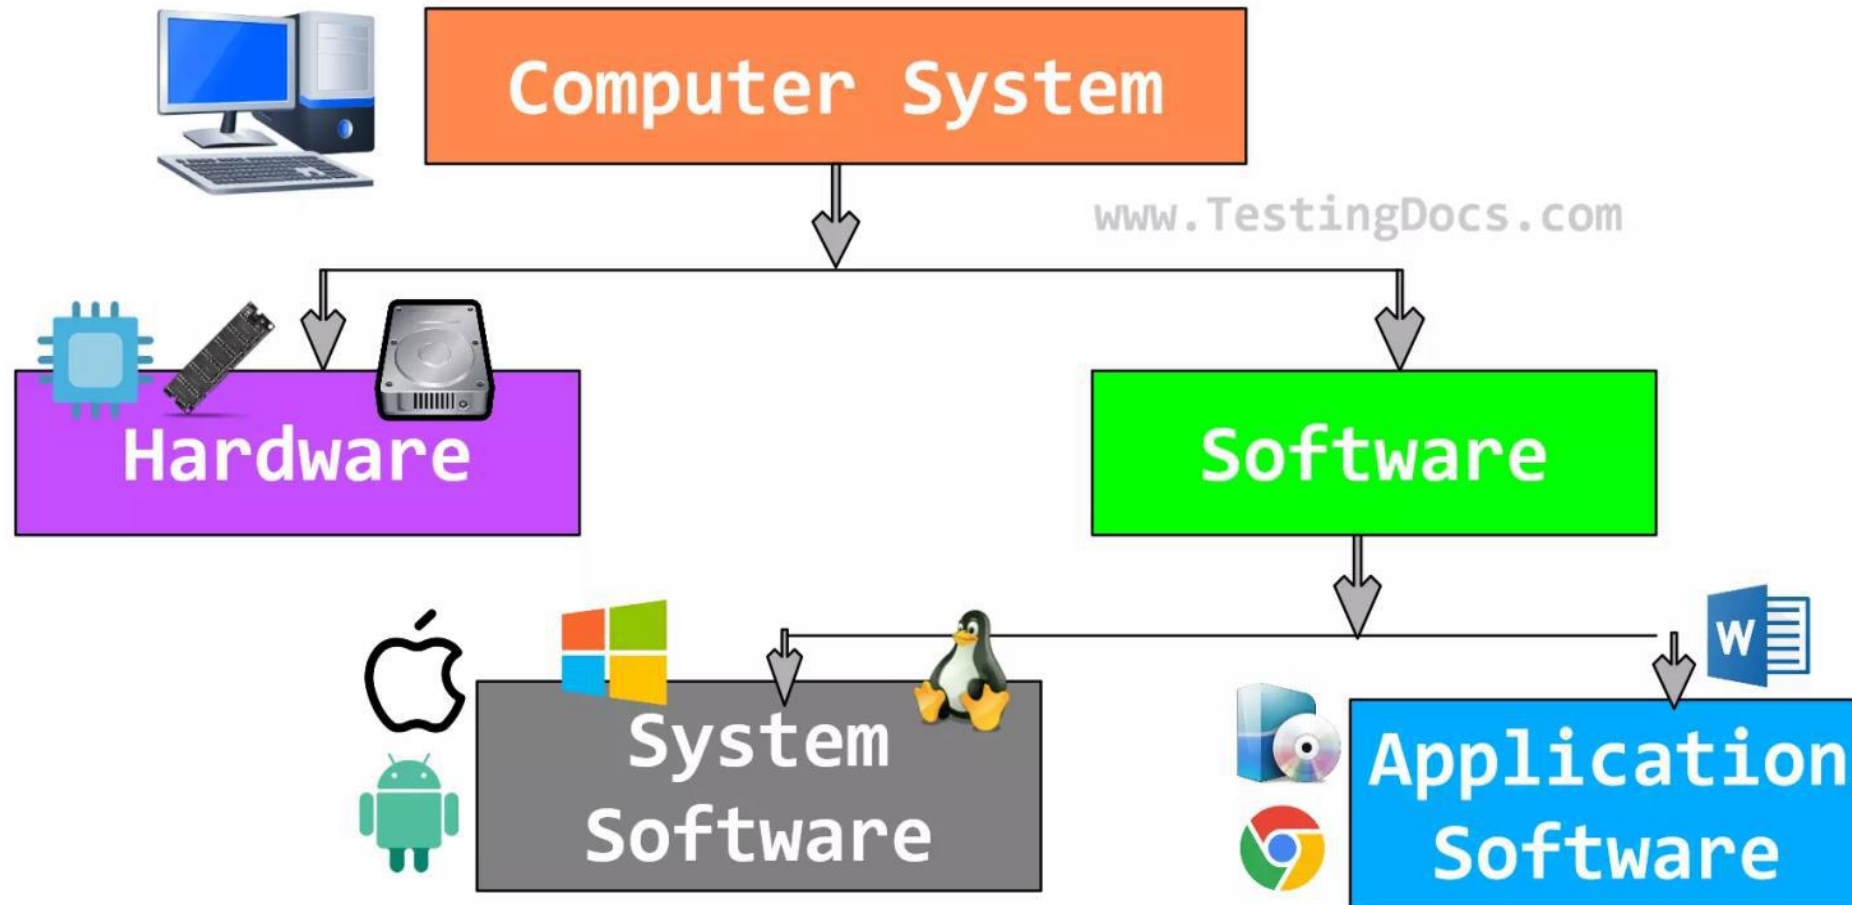 Computer System
www.TestingDocs.com
Hardware
Software
W
System
Software
Application
Software